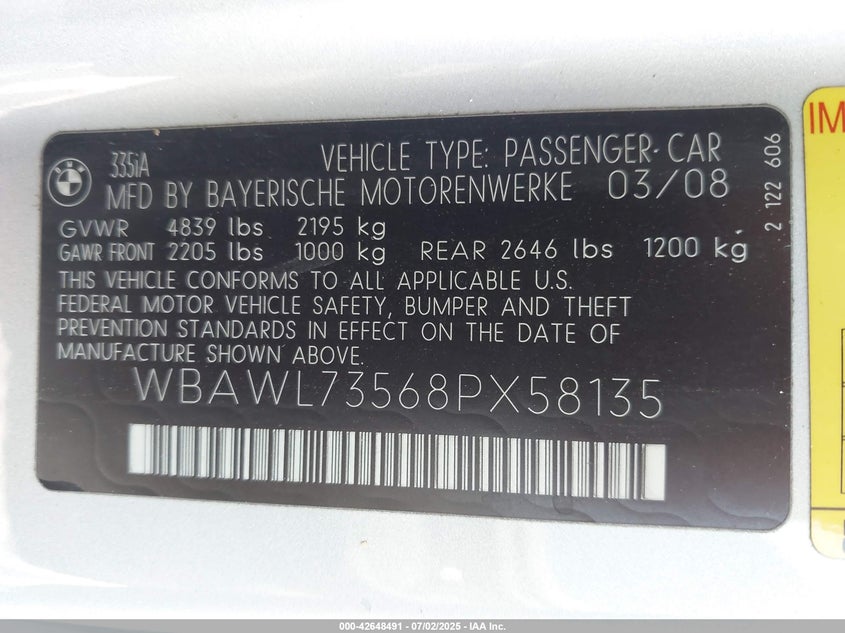 335iA VEHICLE TYPE: PASSENGER-CAR
MFD BY BAYERISCHE MOTORENWERKE 03/08
GVWR 4839 lbs 2195 kg
GAWR FRONT 2205 lbs 1000 kg REAR 2646 lbs 1200 kg
THIS VEHICLE CONFORMS TO ALL APPLICABLE U.S.
FEDERAL MOTOR VEHICLE SAFETY, BUMPER AND THEFT
PREVENTION STANDARDS IN EFFECT ON THE DATE OF
MANUFACTURE SHOWN ABOVE.
WBAWL73568PX58135
2 122 606
IM
000-42648491 - 07/02/2025 - IAA Inc.